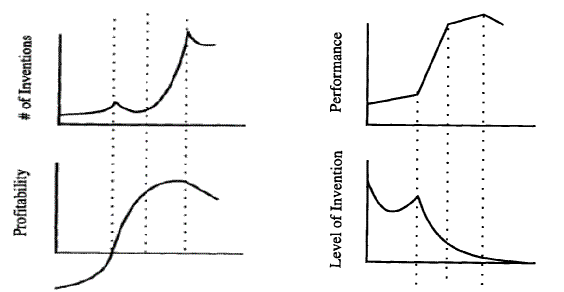 # of Inventions
Performance
Profitability
Level of Invention